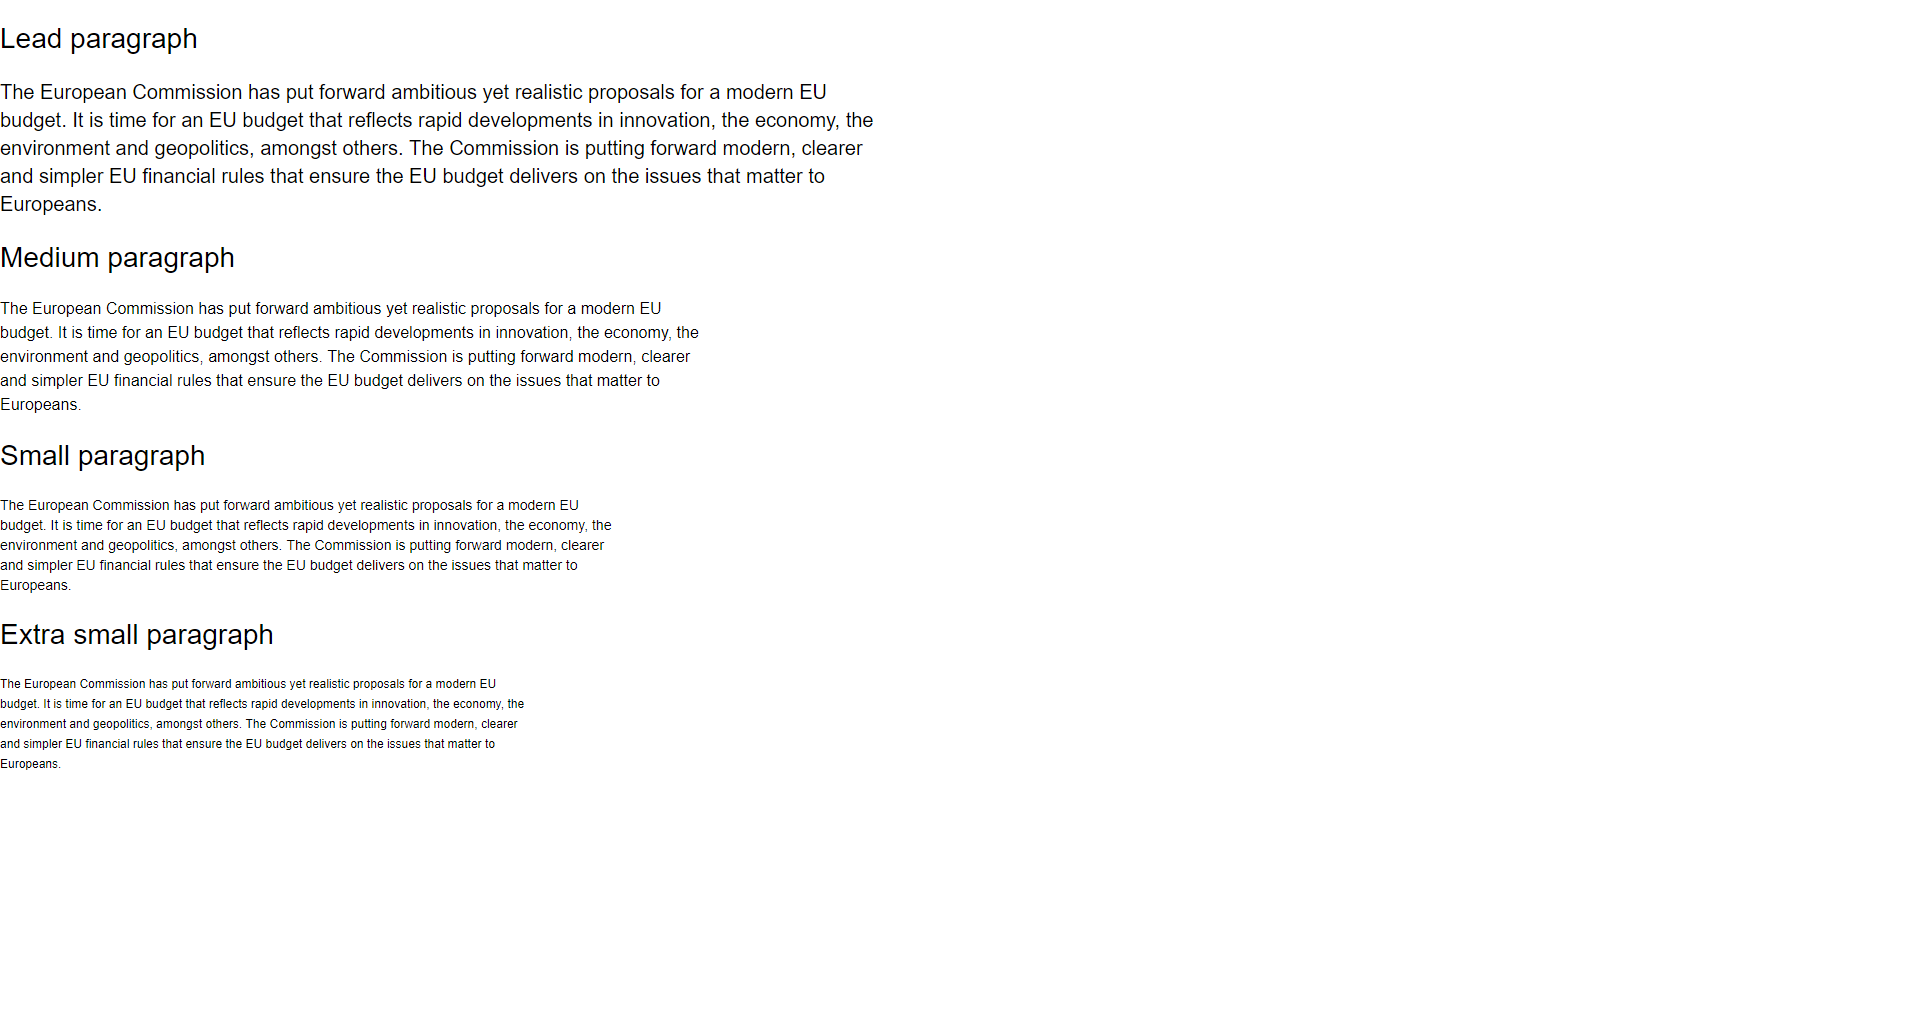 Lead paragraph
The European Commission has put forward ambitious yet realistic proposals for a modern EU
budget. It is time for an EU budget that reflects rapid developments in innovation, the economy, the
environment and geopolitics, amongst others. The Commission is putting forward modern, clearer
and simpler EU financial rules that ensure the EU budget delivers on the issues that matter to
Europeans.
Medium paragraph
The European Commission has put forward ambitious yet realistic proposals for a modern EU
budget. It is time for an EU budget that reflects rapid developments in innovation, the economy, the
environment and geopolitics, amongst others. The Commission is putting forward modern, clearer
and simpler EU financial rules that ensure the EU budget delivers on the issues that matter to
Europeans.
Small paragraph
The European Commission has put forward ambitious yet realistic proposals for a modern EU
budget. It is time for an EU budget that reflects rapid developments in innovation, the economy, the
environment and geopolitics, amongst others. The Commission is putting forward modern, clearer
and simpler EU financial rules that ensure the EU budget delivers on the issues that matter to
Europeans.
Extra small paragraph
The European Commission has put forward ambitious yet realistic proposals for a modern EU
budget. It is time for an EU budget that reflects rapid developments in innovation, the economy, the
environment and geopolitics, amongst others. The Commission is putting forward modern, clearer
and simpler EU financial rules that ensure the EU budget delivers on the issues that matter to
Europeans.